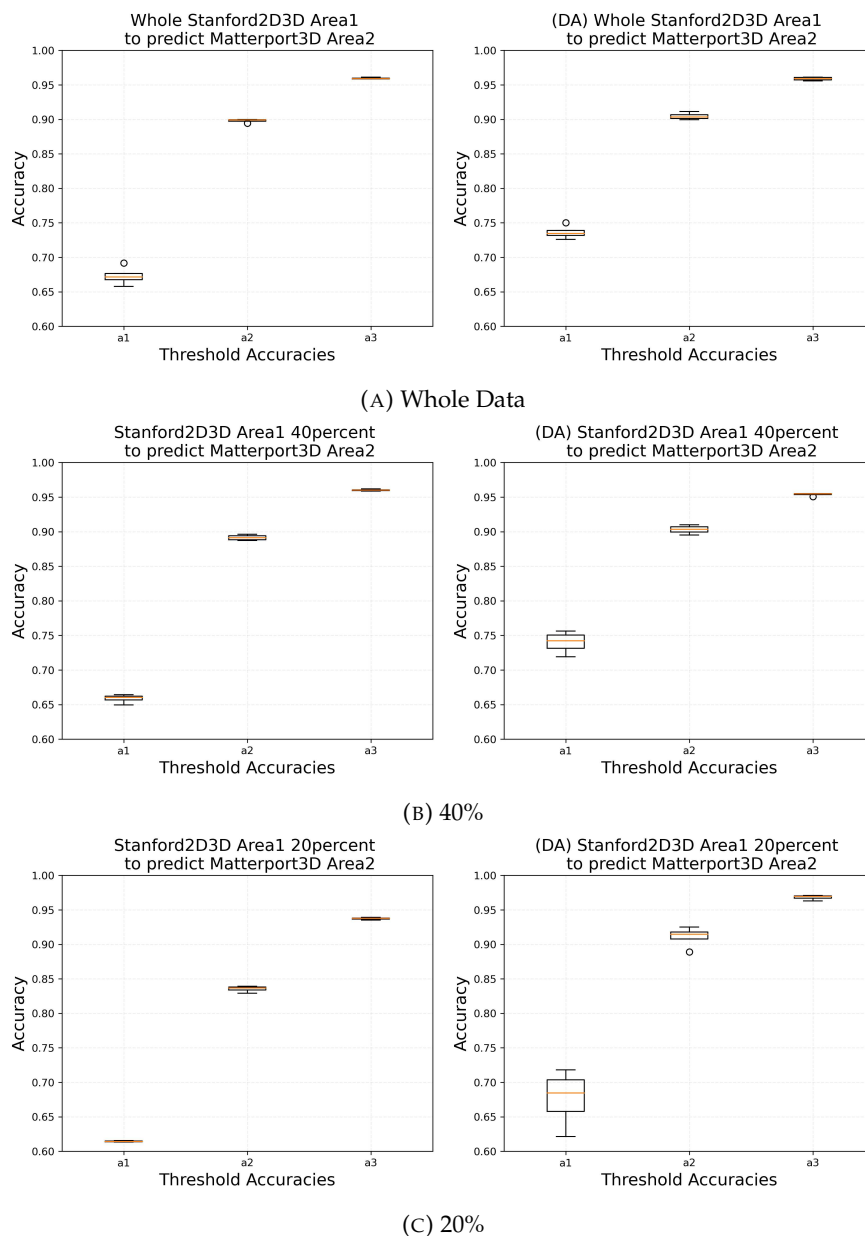 Whole Stanford2D3D Area1
to predict Matterport3D Area2
1.00
0.95
0.90
0.85
0.80
0.75
0.70
0.65
0.60
Accuracy
a1 a2 a3
Threshold Accuracies
(DA) Whole Stanford2D3D Area1
to predict Matterport3D Area2
1.00
0.95
0.90
0.85
0.80
0.75
0.70
0.65
0.60
Accuracy
a1 a2 a3
Threshold Accuracies
(A) Whole Data
Stanford2D3D Area1 40percent
to predict Matterport3D Area2
1.00
0.95
0.90
0.85
0.80
0.75
0.70
0.65
0.60
Accuracy
a1 a2 a3
Threshold Accuracies
(DA) Stanford2D3D Area1 40percent
to predict Matterport3D Area2
1.00
0.95
0.90
0.85
0.80
0.75
0.70
0.65
0.60
Accuracy
a1 a2 a3
Threshold Accuracies
(B) 40%
Stanford2D3D Area1 20percent
to predict Matterport3D Area2
1.00
0.95
0.90
0.85
0.80
0.75
0.70
0.65
0.60
Accuracy
a1 a2 a3
Threshold Accuracies
(DA) Stanford2D3D Area1 20percent
to predict Matterport3D Area2
1.00
0.95
0.90
0.85
0.80
0.75
0.70
0.65
0.60
Accuracy
a1 a2 a3
Threshold Accuracies
(C) 20%